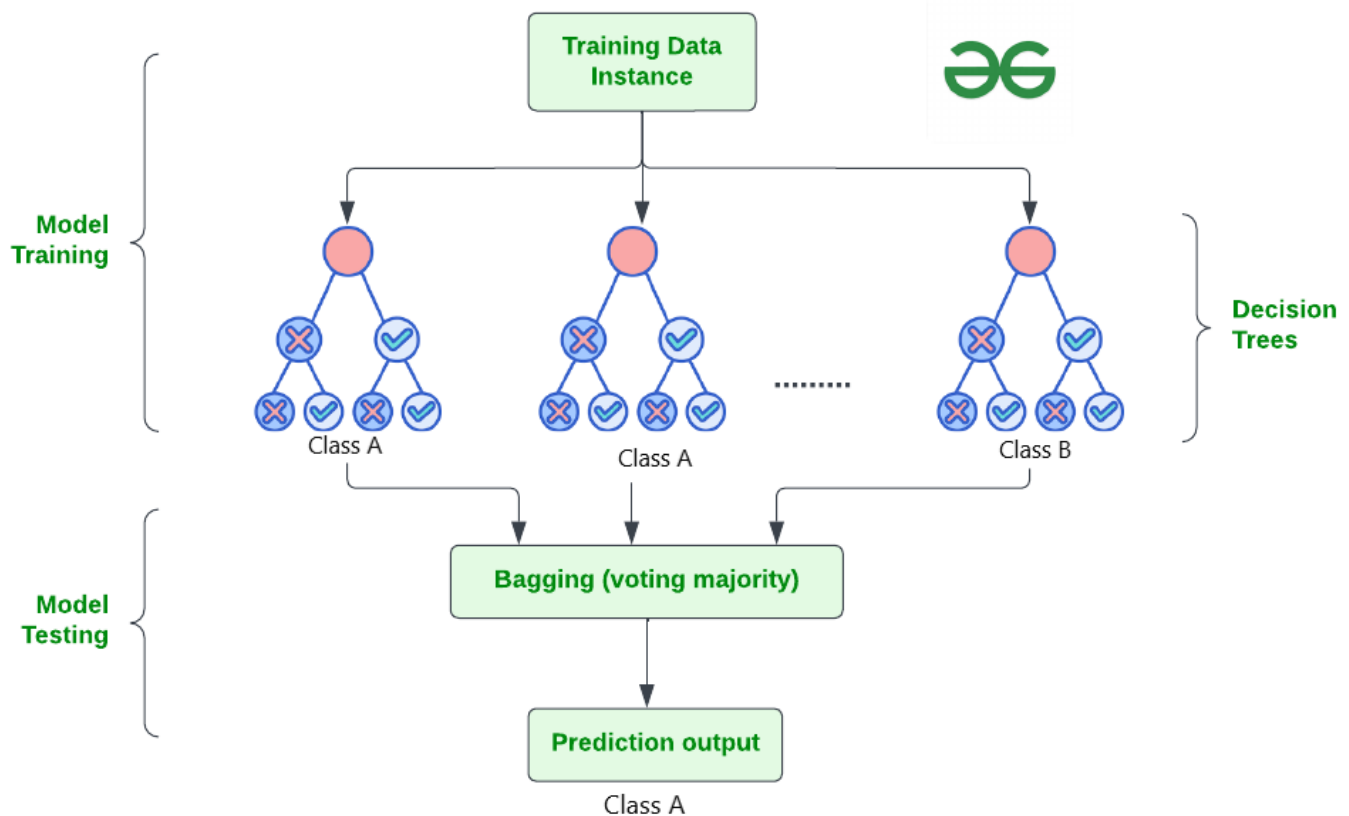 Training Data
Instance
Model
Training
Decision
Trees
.........
Class A
Class A
Class B
Bagging (voting majority)
Model
Testing
Prediction output
Class A